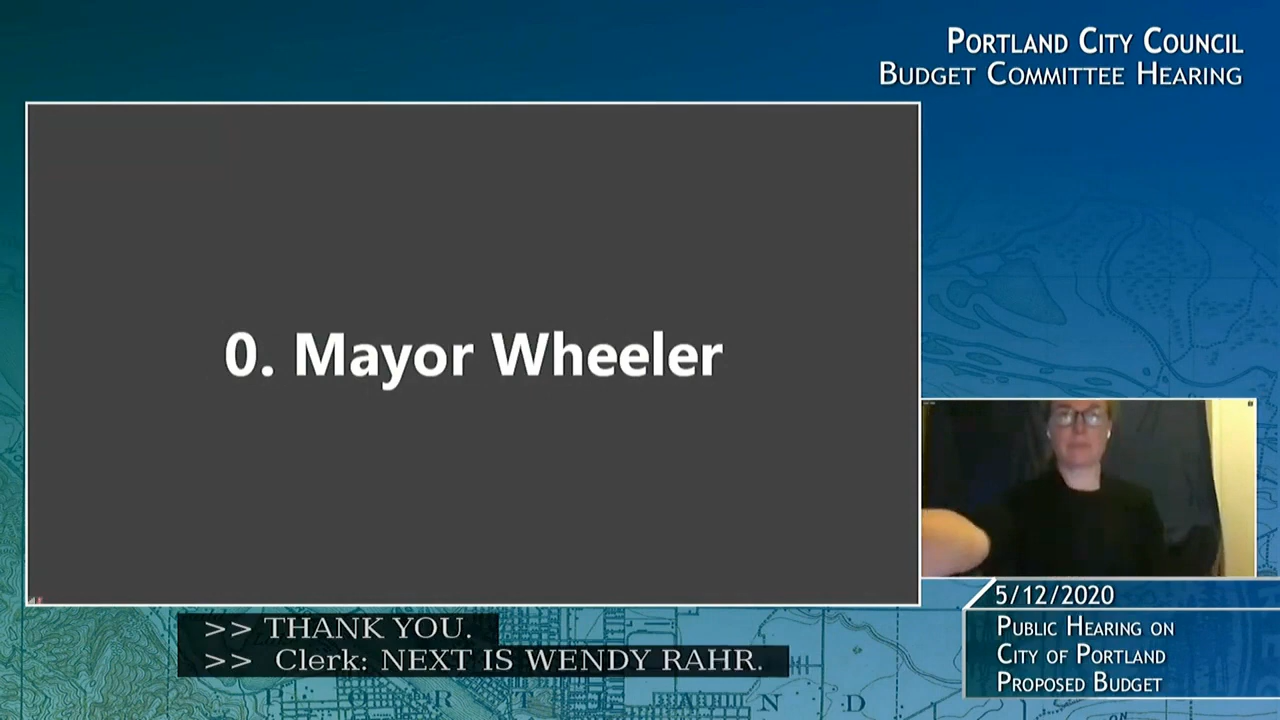 PORTLAND CITY COUNCIL
BUDGET COMMITTEE HEARING
0. Mayor Wheeler
5/12/2020
PUBLIC HEARING ON
CITY OF PORTLAND
PROPOSED BUDGET
>> THANK YOU.
>> Clerk: NEXT IS WENDY RAHR.